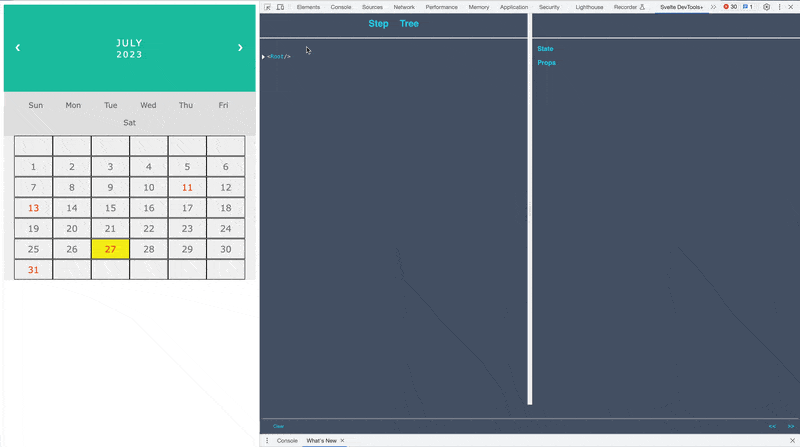 Elements Console Sources Network Performance Memory Application Security Lighthouse Recorder Svelte DevTools+ 30 1
JULY
2023
Sun Mon Tue Wed Thu Fri
Sat
1 2 3 4 5 6
7 8 9 10 11 12
13 14 15 16 17 18
19 20 21 22 23 24
25 26 27 28 29 30
31
Step Tree
<Root/>
State
Props
Clear << >>
Console What's New